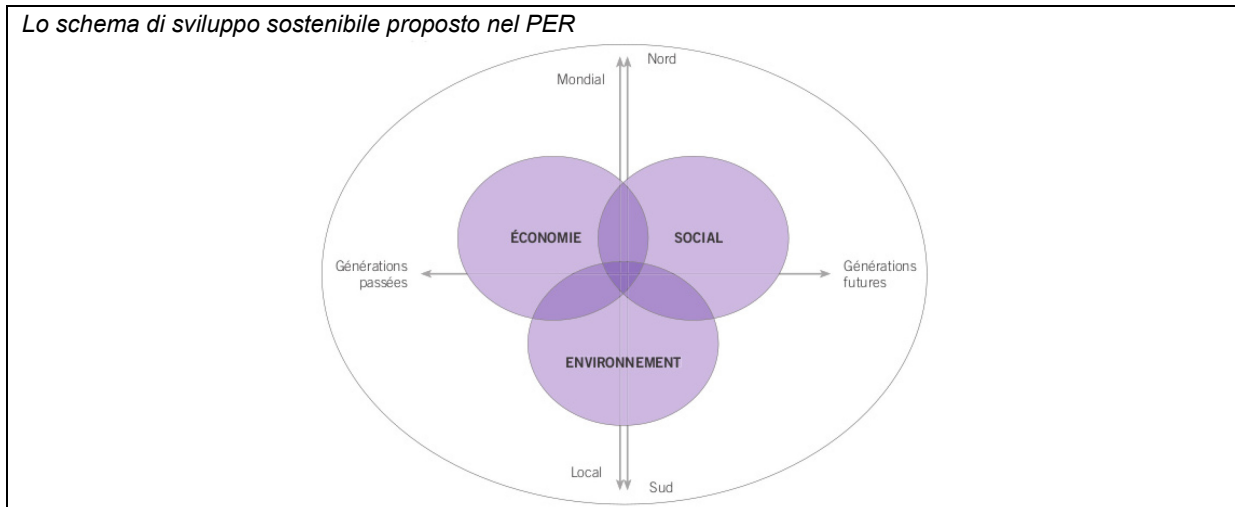 Lo schema di sviluppo sostenibile proposto nel PER
Nord
Mondial
ÉCONOMIE
SOCIAL
Générations
passées
Générations
futures
ENVIRONNEMENT
Local
Sud